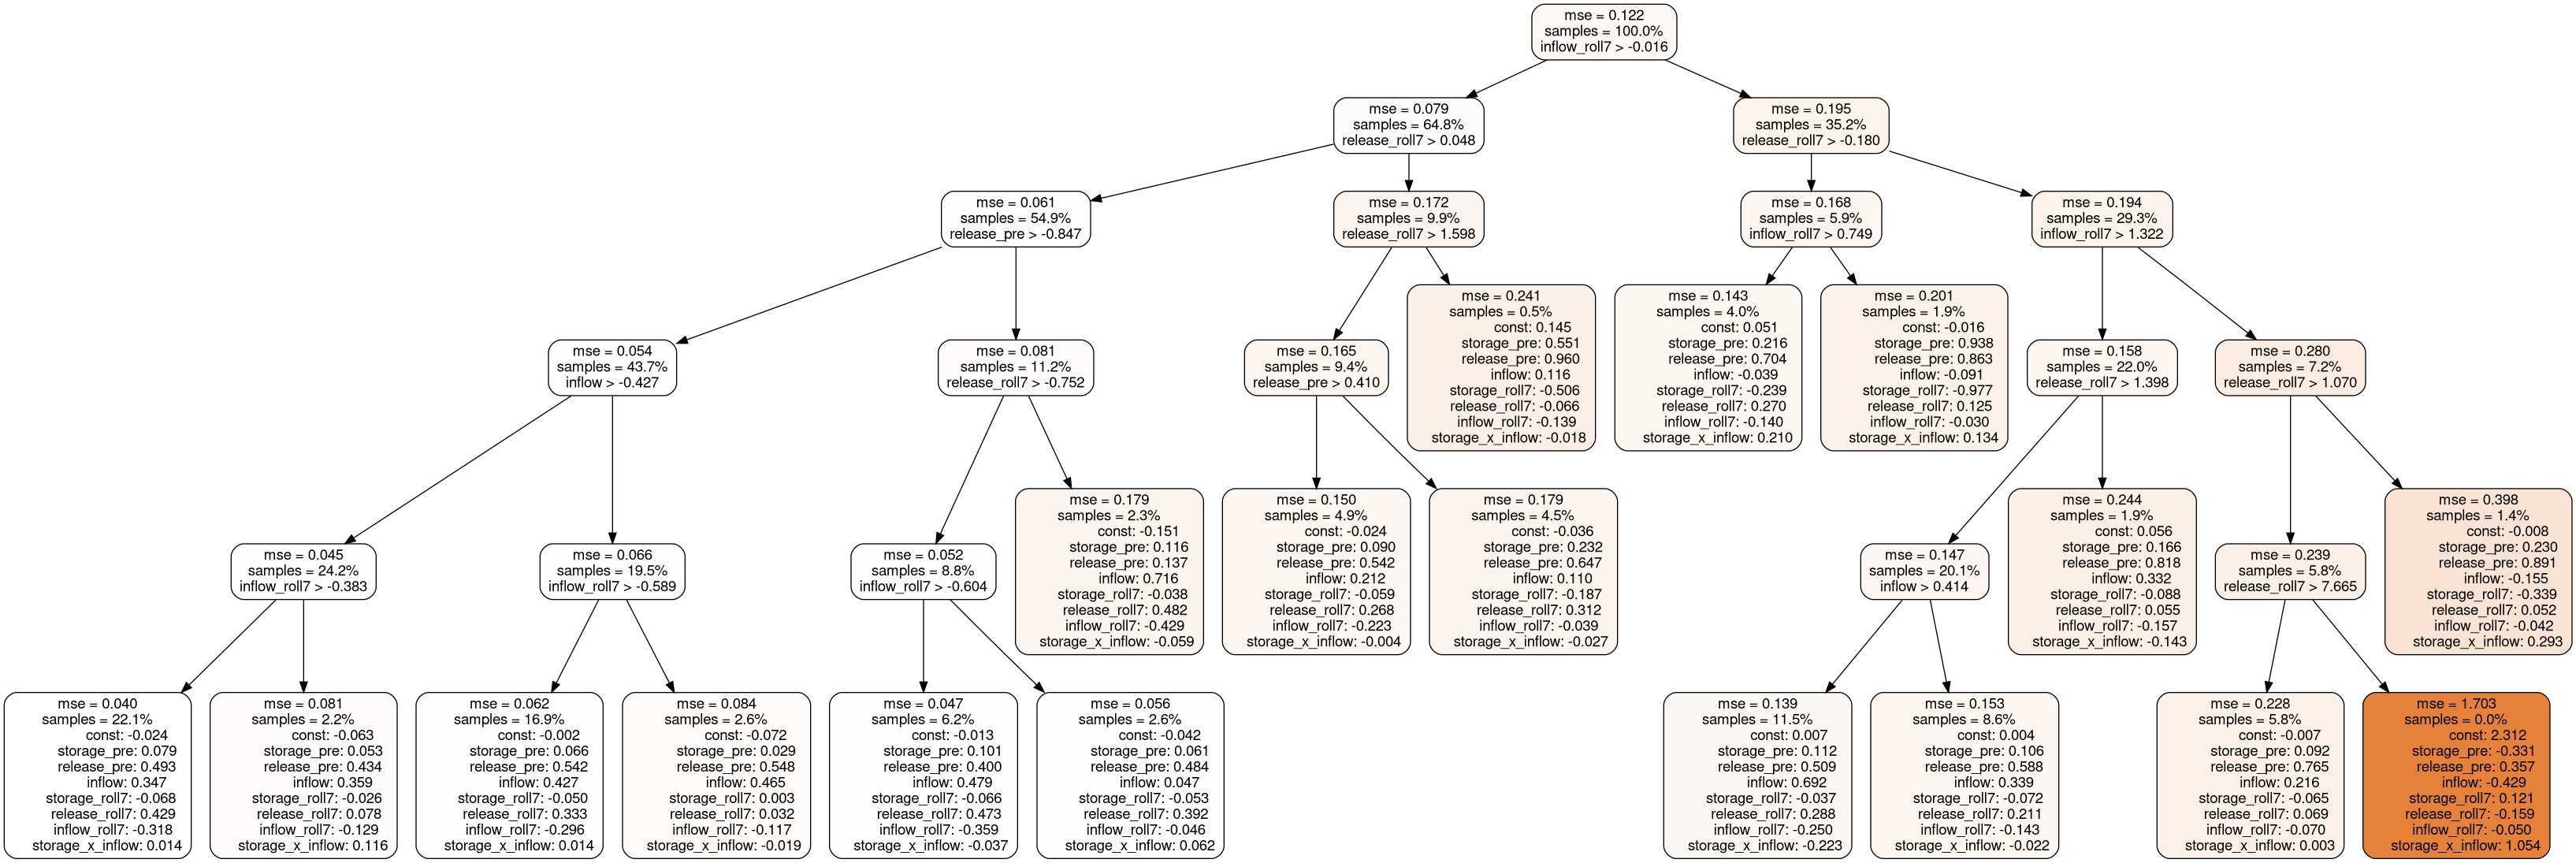 mse = 0.122
samples = 100.0%
inflow_roll7 > -0.016
mse = 0.079
samples = 64.8%
release_roll7 > 0.048
mse = 0.195
samples = 35.2%
release_roll7 > -0.180
mse = 0.061
samples = 54.9%
release_pre > -0.847
mse = 0.172
samples = 9.9%
release_roll7 > 1.598
mse = 0.168
samples = 5.9%
inflow_roll7 > 0.749
mse = 0.194
samples = 29.3%
inflow_roll7 > 1.322
mse = 0.241
samples = 0.5%
const: 0.145
storage_pre: 0.551
release_pre: 0.960
inflow: 0.116
storage_roll7: -0.506
release_roll7: -0.066
inflow_roll7: -0.139
storage_x_inflow: -0.018
mse = 0.143
samples = 4.0%
const: 0.051
storage_pre: 0.216
release_pre: 0.704
inflow: -0.039
storage_roll7: -0.239
release_roll7: 0.270
inflow_roll7: -0.140
storage_x_inflow: 0.210
mse = 0.201
samples = 1.9%
const: -0.016
storage_pre: 0.938
release_pre: 0.863
inflow: -0.091
storage_roll7: -0.977
release_roll7: 0.125
inflow_roll7: -0.030
storage_x_inflow: 0.134
mse = 0.054
samples = 43.7%
inflow > -0.427
mse = 0.081
samples = 11.2%
release_roll7 > -0.752
mse = 0.165
samples = 9.4%
release_pre > 0.410
mse = 0.158
samples = 22.0%
release_roll7 > 1.398
mse = 0.280
samples = 7.2%
release_roll7 > 1.070
mse = 0.179
samples = 2.3%
const: -0.151
storage_pre: 0.116
release_pre: 0.137
inflow: 0.716
storage_roll7: -0.038
release_roll7: 0.482
inflow_roll7: -0.429
storage_x_inflow: -0.059
mse = 0.150
samples = 4.9%
const: -0.024
storage_pre: 0.090
release_pre: 0.542
inflow: 0.212
storage_roll7: -0.059
release_roll7: 0.268
inflow_roll7: -0.223
storage_x_inflow: -0.004
mse = 0.179
samples = 4.5%
const: -0.036
storage_pre: 0.232
release_pre: 0.647
inflow: 0.110
storage_roll7: -0.187
release_roll7: 0.312
inflow_roll7: -0.039
storage_x_inflow: -0.027
mse = 0.244
samples = 1.9%
const: 0.056
storage_pre: 0.166
release_pre: 0.818
inflow: 0.332
storage_roll7: -0.088
release_roll7: 0.055
inflow_roll7: -0.157
storage_x_inflow: -0.143
mse = 0.398
samples = 1.4%
const: -0.008
storage_pre: 0.230
release_pre: 0.891
inflow: -0.155
storage_roll7: -0.339
release_roll7: 0.052
inflow_roll7: -0.042
storage_x_inflow: 0.293
mse = 0.045
samples = 24.2%
inflow_roll7 > -0.383
mse = 0.066
samples = 19.5%
inflow_roll7 > -0.589
mse = 0.052
samples = 8.8%
inflow_roll7 > -0.604
mse = 0.147
samples = 20.1%
inflow > 0.414
mse = 0.239
samples = 5.8%
release_roll7 > 7.665
mse = 0.040
samples = 22.1%
const: -0.024
storage_pre: 0.079
release_pre: 0.493
inflow: 0.347
storage_roll7: -0.068
release_roll7: 0.429
inflow_roll7: -0.318
storage_x_inflow: 0.014
mse = 0.081
samples = 2.2%
const: -0.063
storage_pre: 0.053
release_pre: 0.434
inflow: 0.359
storage_roll7: -0.026
release_roll7: 0.078
inflow_roll7: -0.129
storage_x_inflow: 0.116
mse = 0.062
samples = 16.9%
const: -0.002
storage_pre: 0.066
release_pre: 0.542
inflow: 0.427
storage_roll7: -0.050
release_roll7: 0.333
inflow_roll7: -0.296
storage_x_inflow: 0.014
mse = 0.084
samples = 2.6%
const: -0.072
storage_pre: 0.029
release_pre: 0.548
inflow: 0.465
storage_roll7: 0.003
release_roll7: 0.032
inflow_roll7: -0.117
storage_x_inflow: -0.019
mse = 0.047
samples = 6.2%
const: -0.013
storage_pre: 0.101
release_pre: 0.400
inflow: 0.479
storage_roll7: -0.066
release_roll7: 0.473
inflow_roll7: -0.359
storage_x_inflow: -0.037
mse = 0.056
samples = 2.6%
const: -0.042
storage_pre: 0.061
release_pre: 0.484
inflow: 0.047
storage_roll7: -0.053
release_roll7: 0.392
inflow_roll7: -0.046
storage_x_inflow: 0.062
mse = 0.139
samples = 11.5%
const: 0.007
storage_pre: 0.112
release_pre: 0.509
inflow: 0.692
storage_roll7: -0.037
release_roll7: 0.288
inflow_roll7: -0.250
storage_x_inflow: -0.223
mse = 0.153
samples = 8.6%
const: 0.004
storage_pre: 0.106
release_pre: 0.588
inflow: 0.339
storage_roll7: -0.072
release_roll7: 0.211
inflow_roll7: -0.143
storage_x_inflow: -0.022
mse = 0.228
samples = 5.8%
const: -0.007
storage_pre: 0.092
release_pre: 0.765
inflow: 0.216
storage_roll7: -0.065
release_roll7: 0.069
inflow_roll7: -0.070
storage_x_inflow: 0.003
mse = 1.703
samples = 0.0%
const: 2.312
storage_pre: -0.331
release_pre: 0.357
inflow: -0.429
storage_roll7: 0.121
release_roll7: -0.159
inflow_roll7: -0.050
storage_x_inflow: 1.054